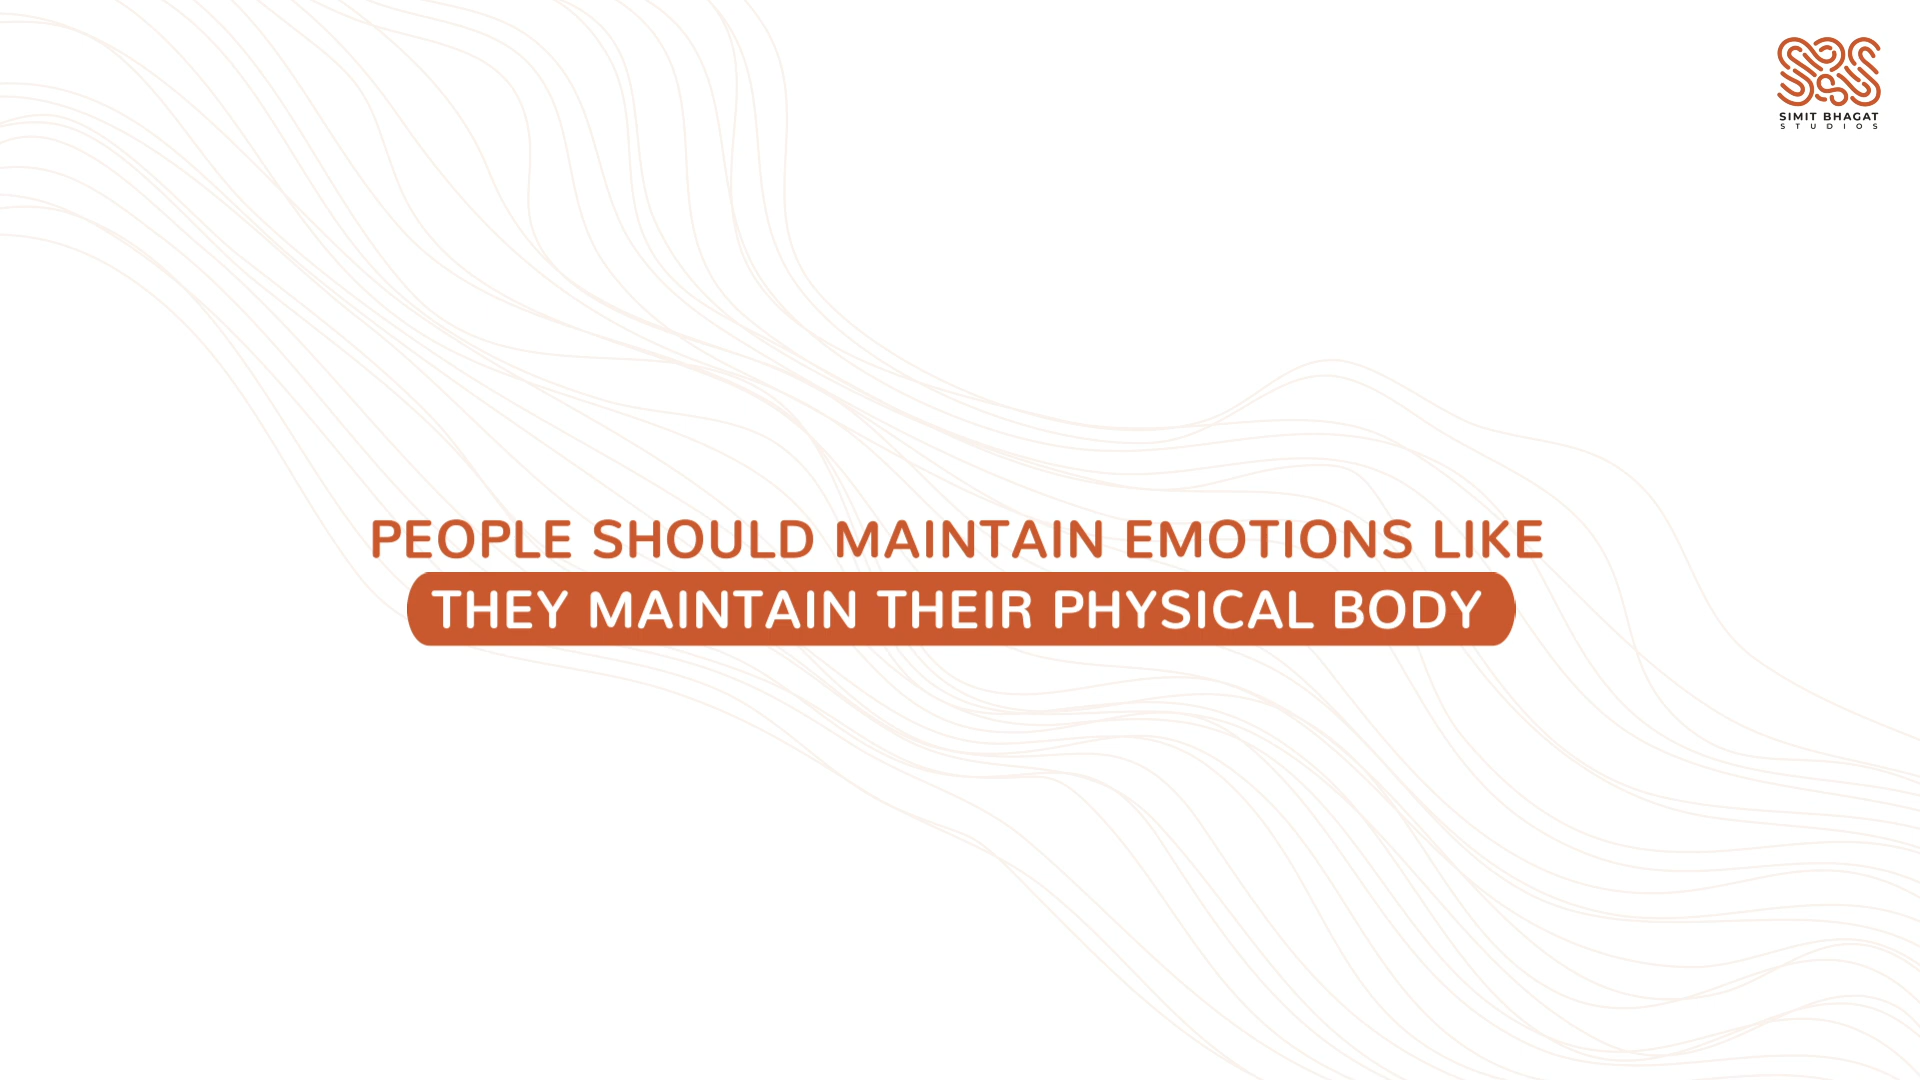 SIMIT BHAGAT
STUDIOS
PEOPLE SHOULD MAINTAIN EMOTIONS LIKE
THEY MAINTAIN THEIR PHYSICAL BODY